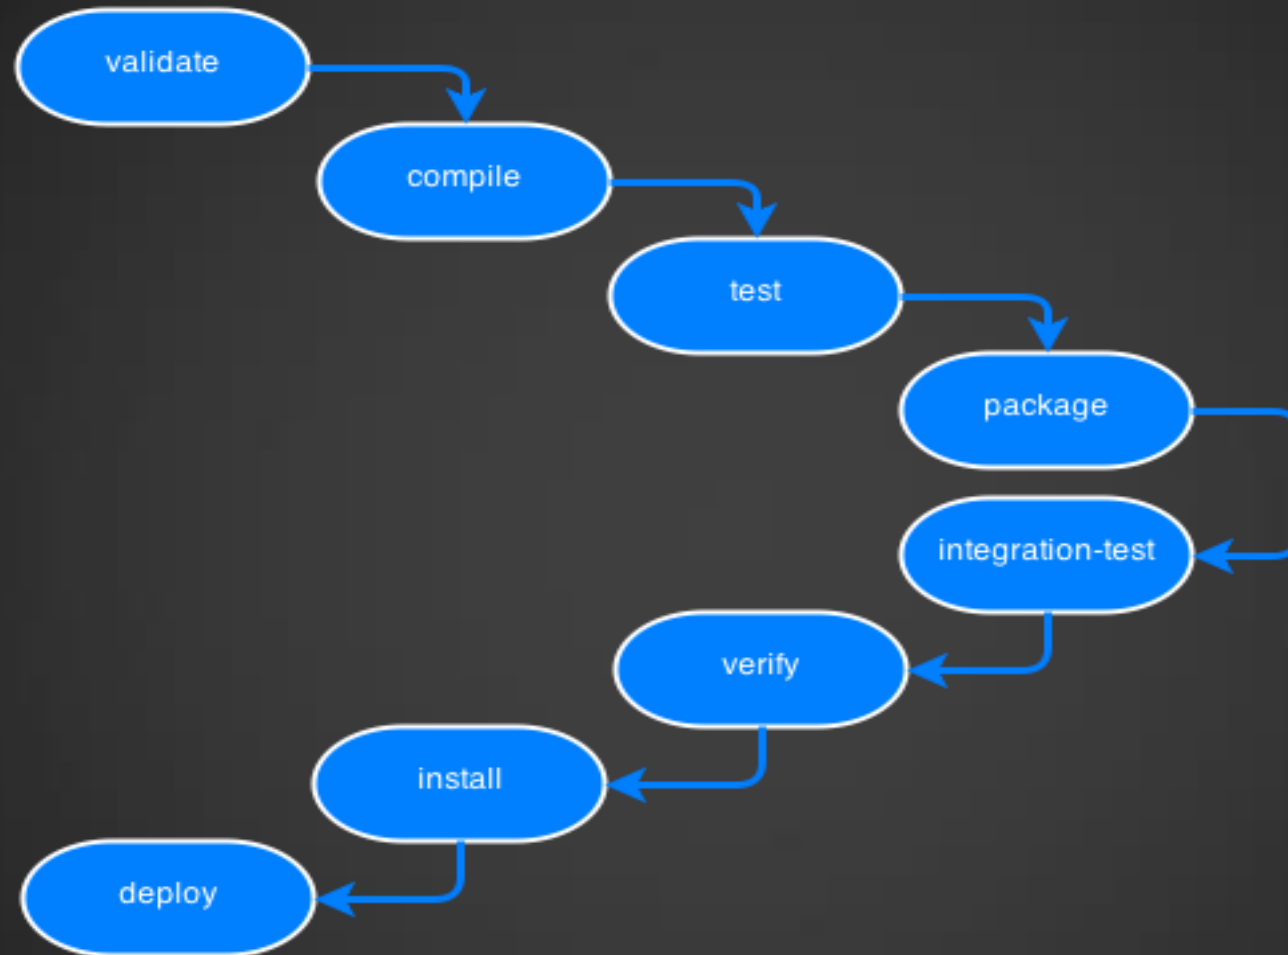 validate
compile
test
package
integration-test
verify
install
deploy